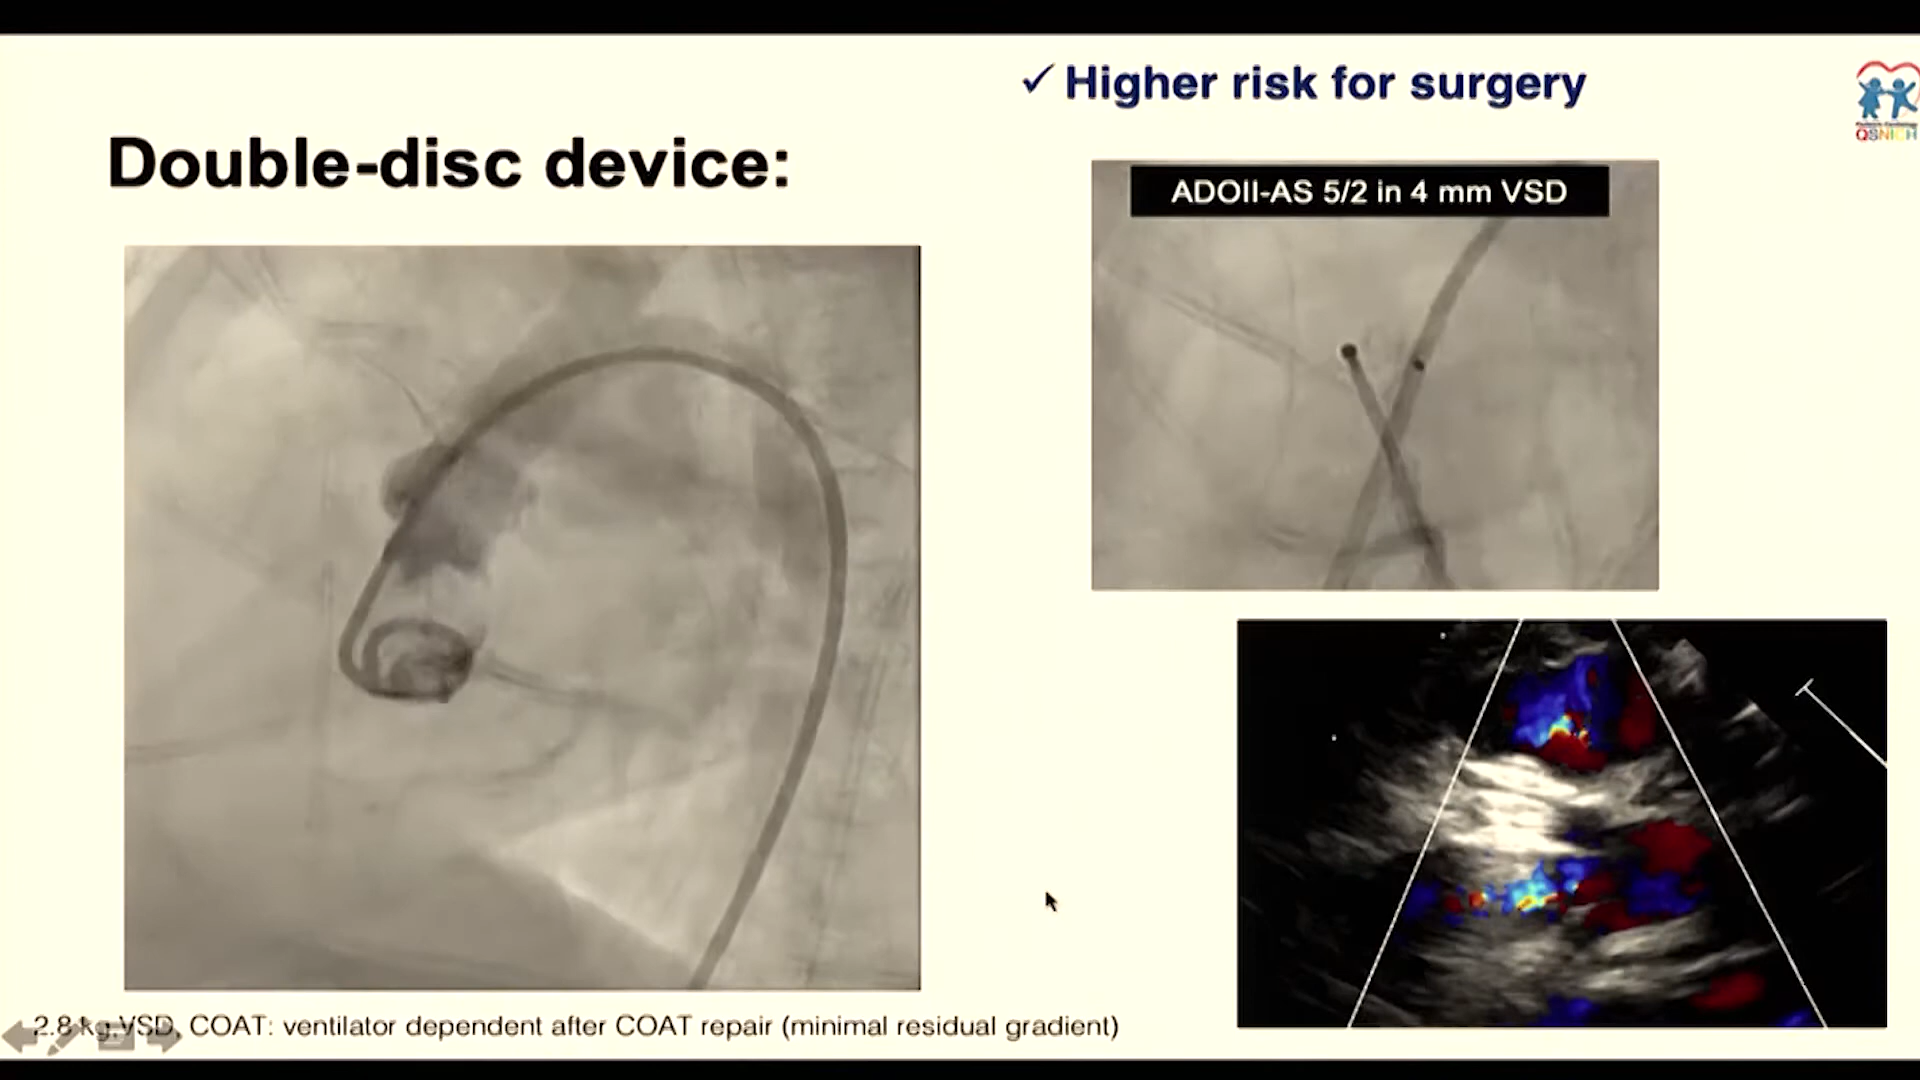 ✓ Higher risk for surgery
QSNICH
Double-disc device:
ADOII-AS 5/2 in 4 mm VSD
2.8 kg,VSD, COAT: ventilator dependent after COAT repair (minimal residual gradient)